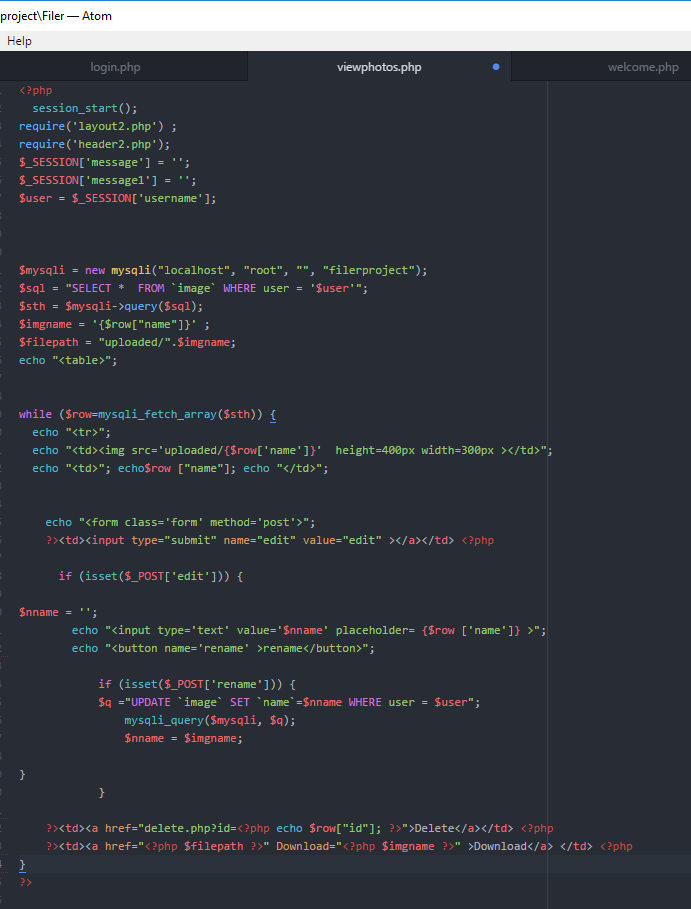 project\Filer — Atom
Help
login.php
viewphotos.php
welcome.php
<?php
session_start();
require('layout2.php') ;
require('header2.php');
$_SESSION['message'] = '';
$_SESSION['message1'] = '';
$user = $_SESSION['username'];
$mysqli = new mysqli("localhost", "root", "", "filerproject");
$sql = "SELECT *  FROM `image` WHERE user = '$user'";
$sth = $mysqli->query($sql);
$imgname = '{$row["name"]}' ;
$filepath = "uploaded/".$imgname;
echo "<table>";
while ($row=mysqli_fetch_array($sth)) {
echo "<tr>";
echo "<td><img src='uploaded/{$row['name']}'  height=400px width=300px ></td>";
echo "<td>"; echo$row ["name"]; echo "</td>";
echo "<form class='form' method='post'>";
?><td><input type="submit" name="edit" value="edit" ></a></td> <?php
if (isset($_POST['edit'])) {
$nname = '';
echo "<input type='text' value='$nname' placeholder= {$row ['name']} >";
echo "<button name='rename' >rename</button>";
if (isset($_POST['rename'])) {
$q ="UPDATE `image` SET `name`=$nname WHERE user = $user";
mysqli_query($mysqli, $q);
$nname = $imgname;
}
}
?><td><a href="delete.php?id=<?php echo $row["id"]; ?>">Delete</a></td> <?php
?><td><a href="<?php $filepath ?>" Download="<?php $imgname ?>" >Download</a> </td> <?php
}
?>